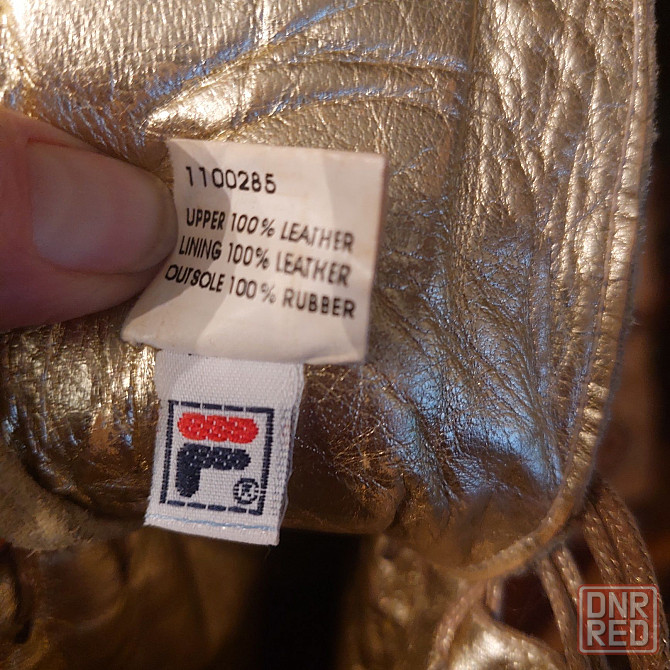 1100285
UPPER 100% LEATHER
LINING 100% LEATHER
OUTSOLE 100% RUBBER
F
®
DNR
RED